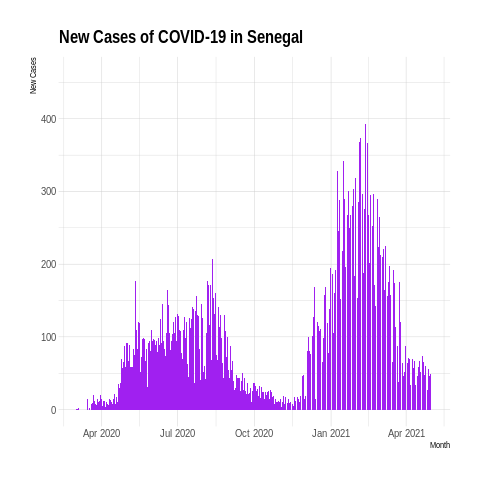 New Cases of COVID-19 in Senegal
New Cases
400
300
200
100
0
Apr 2020 Jul 2020 Oct 2020 Jan 2021 Apr 2021
Month